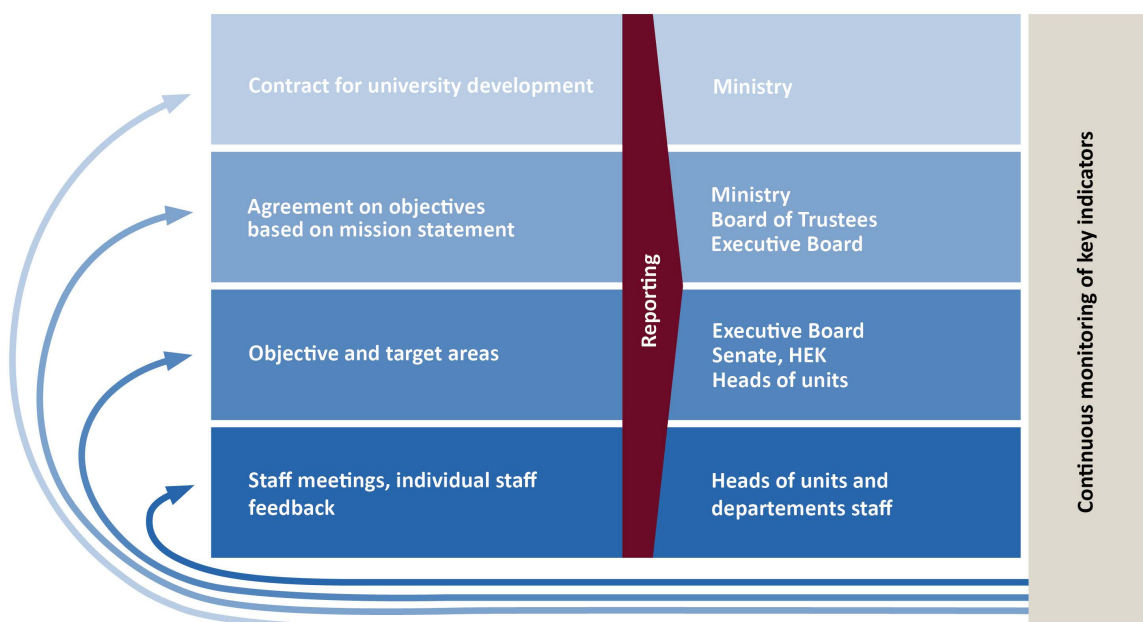 Contract for university development
Ministry
Agreement on objectives
based on mission statement
Ministry
Board of Trustees
Executive Board
Objective and target areas
Executive Board
Senate, HEK
Heads of units
Staff meetings, individual staff
feedback
Heads of units and
departements staff
Reporting
Continuous monitoring of key indicators